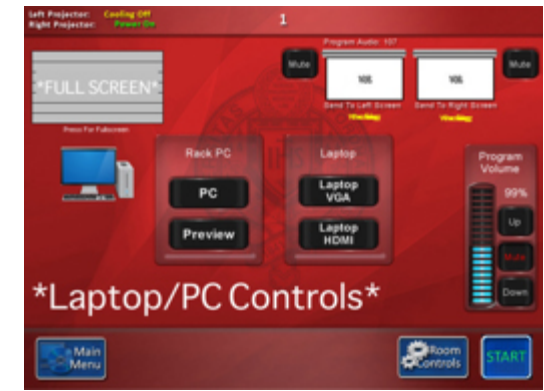 Left Projector: Cooling Off
Right Projector: Power On
1
Program Audio: 107
Mute
Mute
*FULL SCREEN*
Send To Left Screen
Send To Right Screen
Press For Fullscreen
Rack PC
Laptop
Program
Volume
PC
Laptop
VGA
99%
Up
Preview
Laptop
HDMI
Mute
Down
*Laptop/PC Controls*
Main
Menu
Room
Controls
START